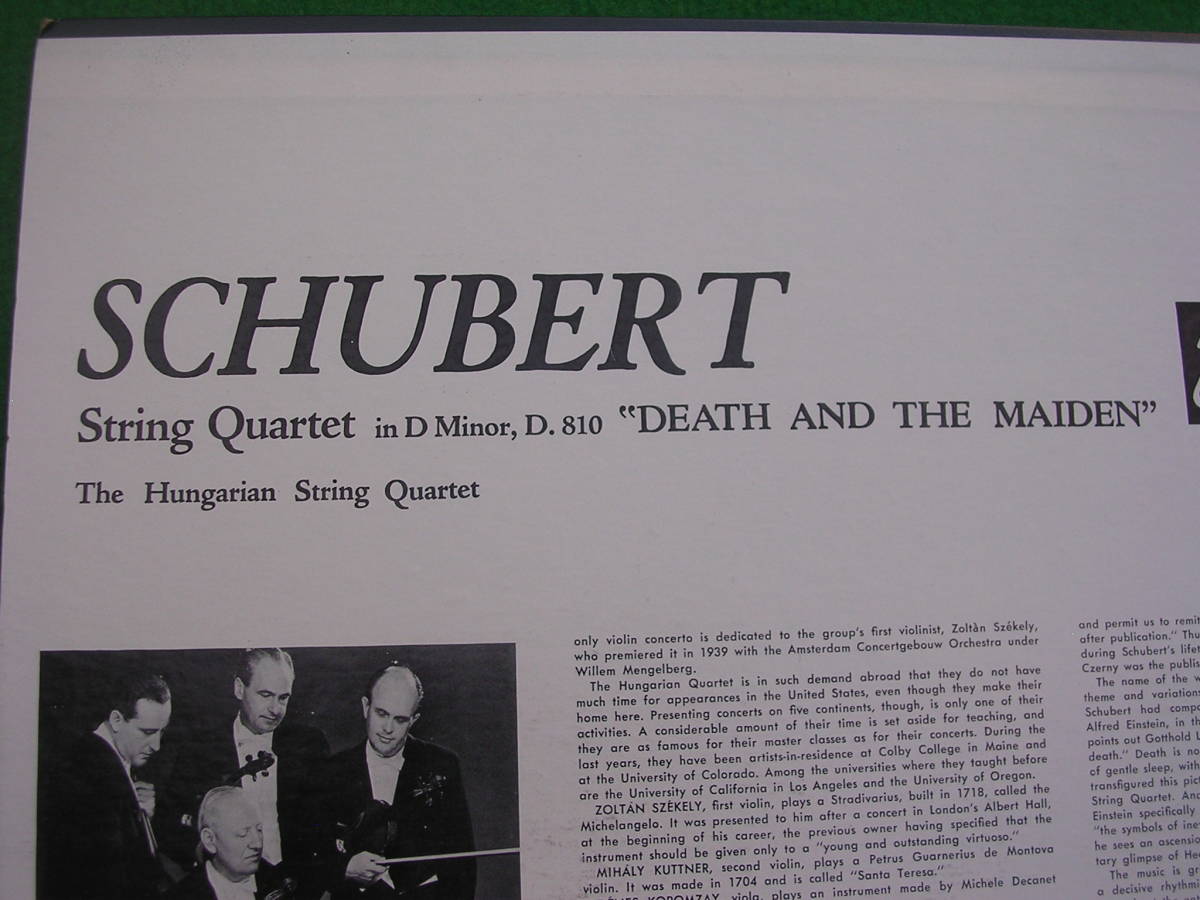 SCHUBERT
String Quartet in D Minor, D. 810 "DEATH AND THE MAIDEN"
The Hungarian String Quartet
only violin concerto is dedicated to the group's first violinist, Zoltàn Székely,
who premiered it in 1939 with the Amsterdam Concertgebouw Orchestra under
Willem Mengelberg.
The Hungarian Quartet is in such demand abroad that they do not have
much time for appearances in the United States, even though they make their
home here. Presenting concerts on five continents, though, is only one of their
activities. A considerable amount of their time is set aside for teaching, and
they are as famous for their master classes as for their concerts. During the
last years, they have been artists-in-residence at Colby College in Maine and
at the University of Colorado. Among the universities where they taught before
are the University of California in Los Angeles and the University of Oregon.
ZOLTÀN SZÉKELY, first violin, plays a Stradivarius, built in 1718, called the
Michelangelo. It was presented to him after a concert in London's Albert Hall,
at the beginning of his career, the previous owner having specified that the
instrument should be given only to a "young and outstanding virtuoso."
MIHÁLY KUTTNER, second violin, plays a Petrus Guarnerius de Montova
violin. It was made in 1704 and is called "Santa Teresa."
KOROMZAY, viola, plays an instrument made by Michele Decanet
and permit us to remit
after publication." Thu
during Schubert's lifet
Czerny was the publis
The name of the w
theme and variation
Schubert had compo
Alfred Einstein, in th
points out Gotthold L
death." Death is no
of gentle sleep, with
transfigured this pict
String Quartet. And
Einstein specifically
"the symbols of ine
he sees an ascensio
tary glimpse of Hea
The music is gr
a decisive rhythmi